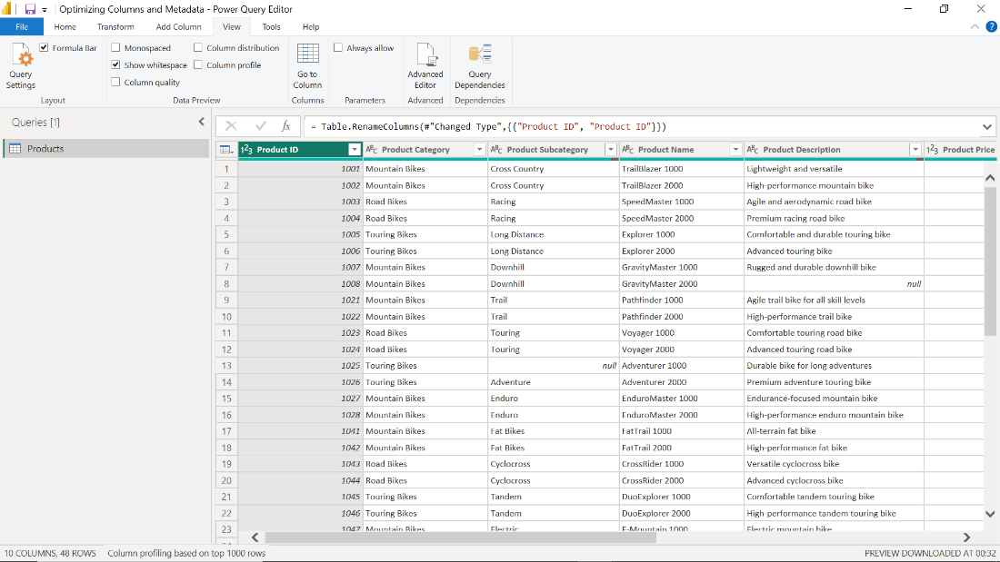 Optimizing Columns and Metadata - Power Query Editor
File Home Transform Add Column View Tools Help
Query Settings
Formula Bar
Layout
Monospaced
Show whitespace
Column quality
Column distribution
Column profile
Data Preview
Go to Column
Columns
Always allow
Parameters
Advanced Editor
Advanced
Query Dependencies
Dependencies
Queries [1]
Products
fx
= Table.RenameColumns(#"Changed Type",{{"Product ID", "Product ID"}})
123 Product ID ABC Product Category ABC Product Subcategory ABC Product Name ABC Product Description 123 Product Price
1 1001 Mountain Bikes Cross Country TrailBlazer 1000 Lightweight and versatile
2 1002 Mountain Bikes Cross Country TrailBlazer 2000 High-performance mountain bike
3 1003 Road Bikes Racing SpeedMaster 1000 Agile and aerodynamic road bike
4 1004 Road Bikes Racing SpeedMaster 2000 Premium racing road bike
5 1005 Touring Bikes Long Distance Explorer 1000 Comfortable and durable touring bike
6 1006 Touring Bikes Long Distance Explorer 2000 Advanced touring bike
7 1007 Mountain Bikes Downhill GravityMaster 1000 Rugged and durable downhill bike
8 1008 Mountain Bikes Downhill GravityMaster 2000 null
9 1021 Mountain Bikes Trail Pathfinder 1000 Agile trail bike for all skill levels
10 1022 Mountain Bikes Trail Pathfinder 2000 High-performance trail bike
11 1023 Road Bikes Touring Voyager 1000 Comfortable touring road bike
12 1024 Road Bikes Touring Voyager 2000 Advanced touring road bike
13 1025 Touring Bikes null Adventurer 1000 Durable bike for long adventures
14 1026 Touring Bikes Adventure Adventurer 2000 Premium adventure touring bike
15 1027 Mountain Bikes Enduro EnduroMaster 1000 Endurance-focused mountain bike
16 1028 Mountain Bikes Enduro EnduroMaster 2000 High-performance enduro mountain bike
17 1041 Mountain Bikes Fat Bikes FatTrail 1000 All-terrain fat bike
18 1042 Mountain Bikes Fat Bikes FatTrail 2000 High-performance fat bike
19 1043 Road Bikes Cyclocross CrossRider 1000 Versatile cyclocross bike
20 1044 Road Bikes Cyclocross CrossRider 2000 Advanced cyclocross bike
21 1045 Touring Bikes Tandem DuoExplorer 1000 Comfortable tandem touring bike
22 1046 Touring Bikes Tandem DuoExplorer 2000 High-performance tandem touring bike
23 1047 Mountain Bikes Electric E-Mountain 1000 Electric mountain bike
10 COLUMNS, 48 ROWS Column profiling based on top 1000 rows PREVIEW DOWNLOADED AT 00:32